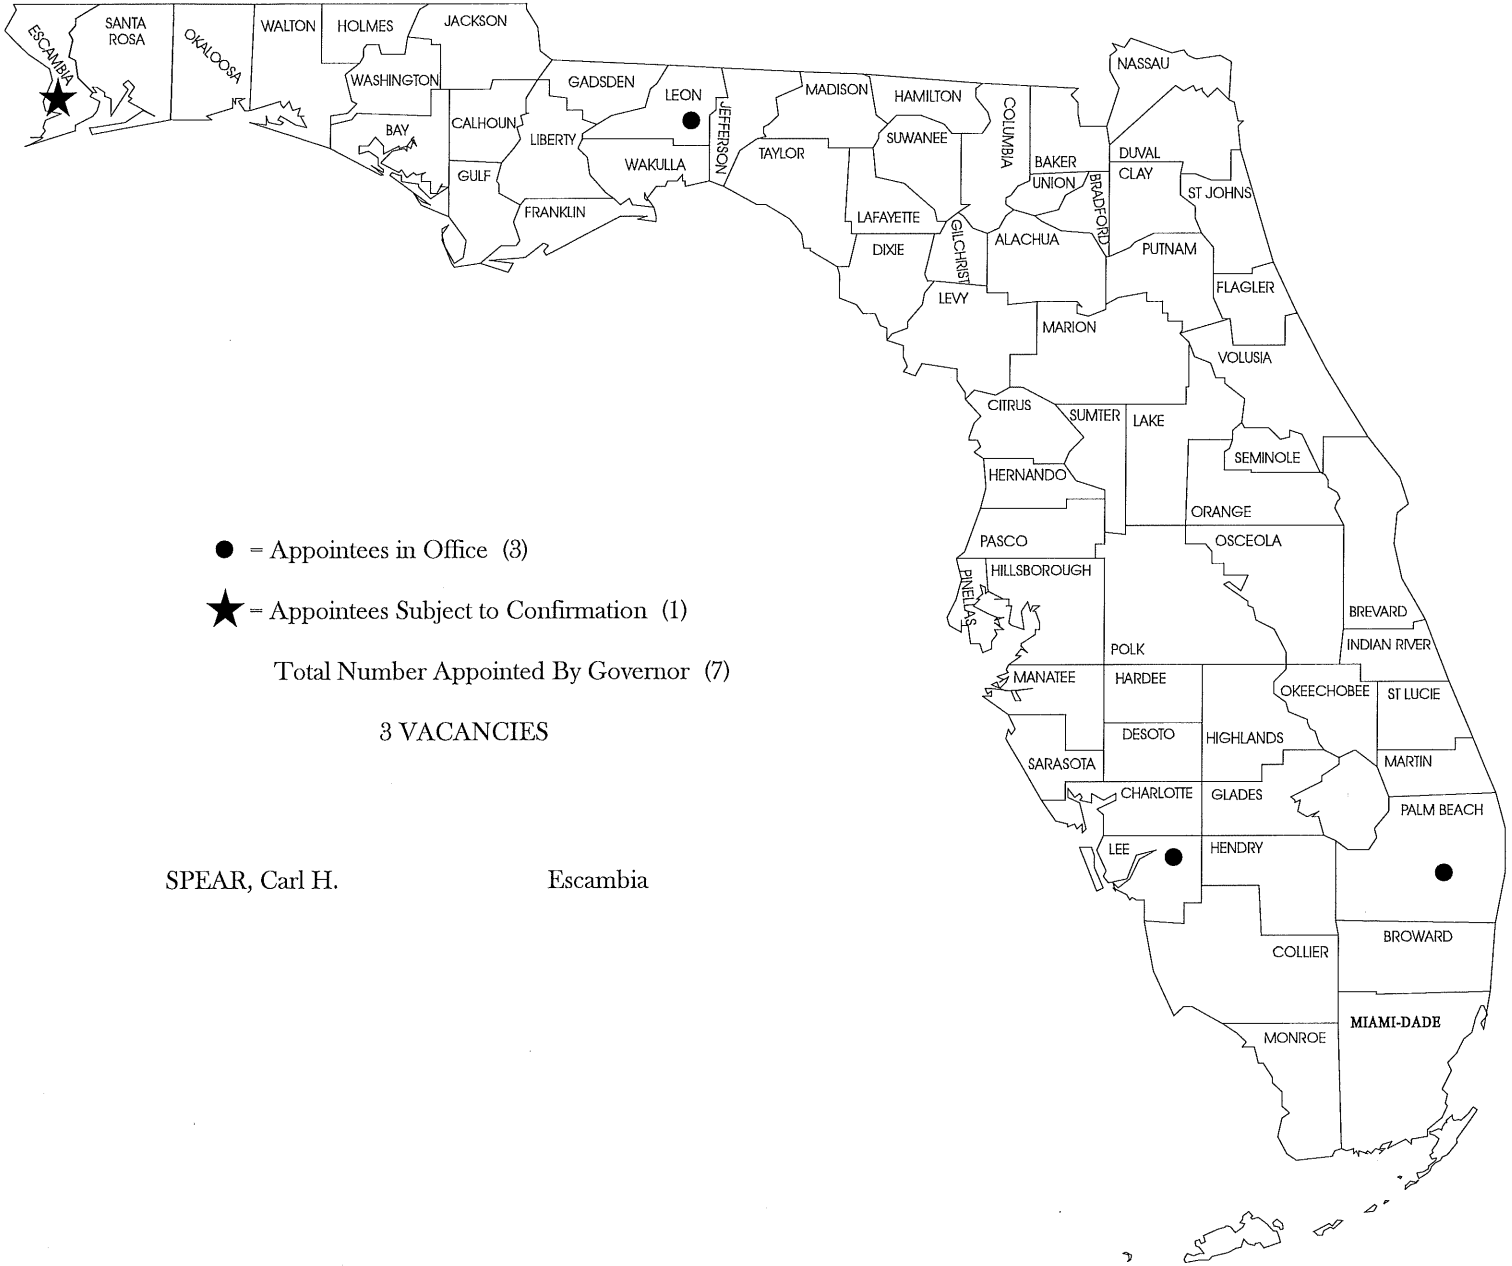 ESCAMBIA
SANTA
ROSA
OKALOOSA
WALTON
HOLMES
JACKSON
WASHINGTON
BAY
CALHOUN
GULF
GADSDEN
LIBERTY
FRANKLIN
LEON
WAKULLA
JEFFERSON
MADISON
TAYLOR
HAMILTON
SUWANEE
LAFAYETTE
DIXIE
COLUMBIA
GILCHRIST
LEVY
NASSAU
BAKER
UNION
BRADFORD
ALACHUA
DUVAL
CLAY
ST JOHNS
PUTNAM
FLAGLER
MARION
VOLUSIA
CITRUS
SUMTER
LAKE
HERNANDO
SEMINOLE
ORANGE
PASCO
OSCEOLA
PINELLAS
HILLSBOROUGH
POLK
BREVARD
INDIAN RIVER
MANATEE
HARDEE
OKEECHOBEE
ST LUCIE
DESOTO
HIGHLANDS
SARASOTA
MARTIN
CHARLOTTE
GLADES
PALM BEACH
LEE
HENDRY
COLLIER
BROWARD
MONROE
MIAMI-DADE
= Appointees in Office (3)
= Appointees Subject to Confirmation (1)
Total Number Appointed By Governor (7)
3 VACANCIES
SPEAR, Carl H. Escambia